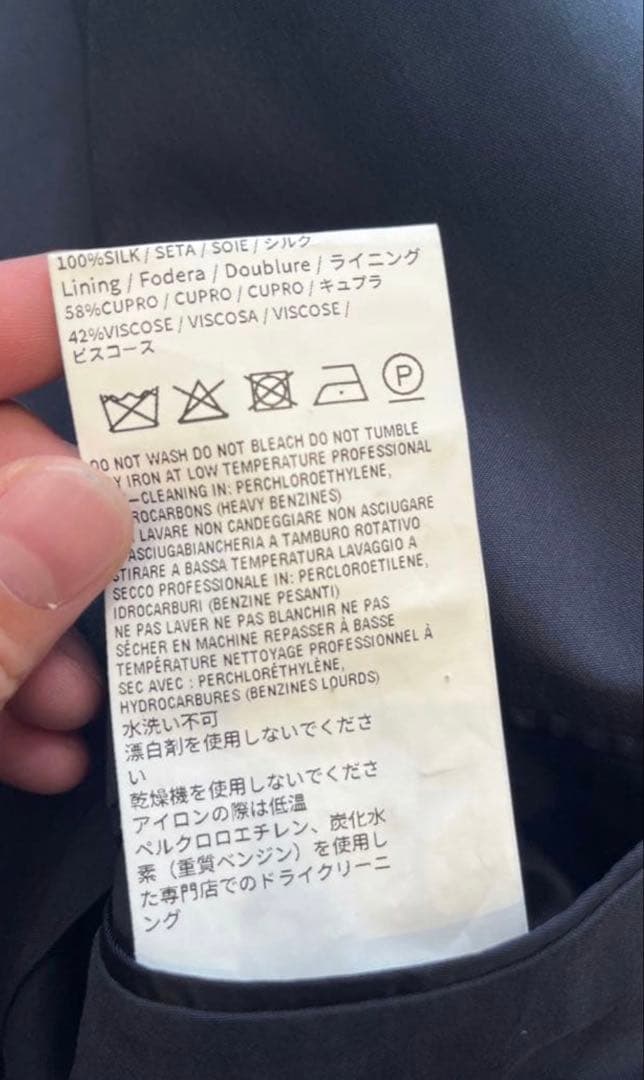 100%SILK / SETA / SOIE / シルク
Lining / Fodera / Doublure / ライニング
58%CUPRO / CUPRO / CUPRO / キュプラ
42%VISCOSE / VISCOSA / VISCOSE /
ビスコース
P
DO NOT WASH DO NOT BLEACH DO NOT TUMBLE
Y IRON AT LOW TEMPERATURE PROFESSIONAL
–CLEANING IN: PERCHLOROETHYLENE,
ROCARBONS (HEAVY BENZINES)
LAVARE NON CANDEGGIARE NON ASCIUGARE
ASCIUGABIANCHERIA A TAMBURO ROTATIVO
STIRARE A BASSA TEMPERATURA LAVAGGIO A
SECCO PROFESSIONALE IN: PERCLOROETILENE,
IDROCARBURI (BENZINE PESANTI)
NE PAS LAVER NE PAS BLANCHIR NE PAS
SÉCHER EN MACHINE REPASSER À BASSE
TEMPÉRATURE NETTOYAGE PROFESSIONNEL À
SEC AVEC : PERCHLORÉTHYLÈNE,
HYDROCARBURES (BENZINES LOURDS)
水洗い不可
漂白剤を使用しないでくださ
い
乾燥機を使用しないでくださ
アイロンの際は低温
ペルクロロエチレン、炭化水
素（重質ベンジン）を使用し
た専門店でのドライクリーニ
ング